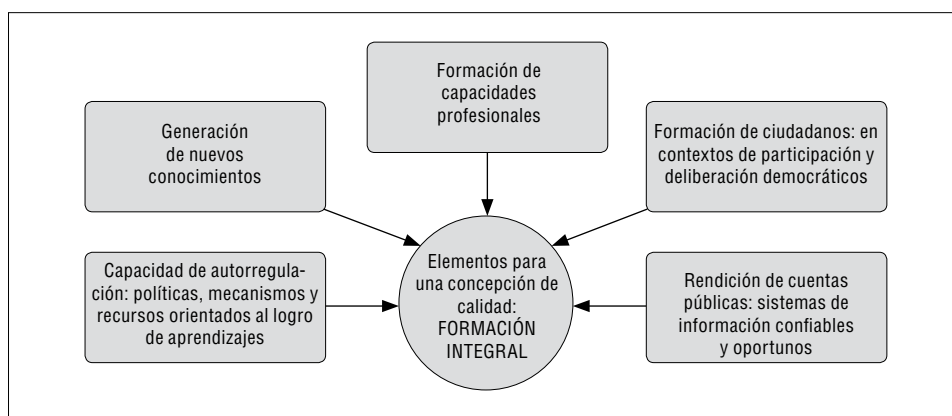 Formación de
capacidades
profesionales
Generación
de nuevos
conocimientos
Formación de ciudadanos: en
contextos de participación y
deliberación democráticos
Capacidad de autorregula-
ción: políticas, mecanismos y
recursos orientados al logro
de aprendizajes
Elementos para
una concepción de
calidad:
FORMACIÓN
INTEGRAL
Rendición de cuentas
públicas: sistemas de
información confiables
y oportunos